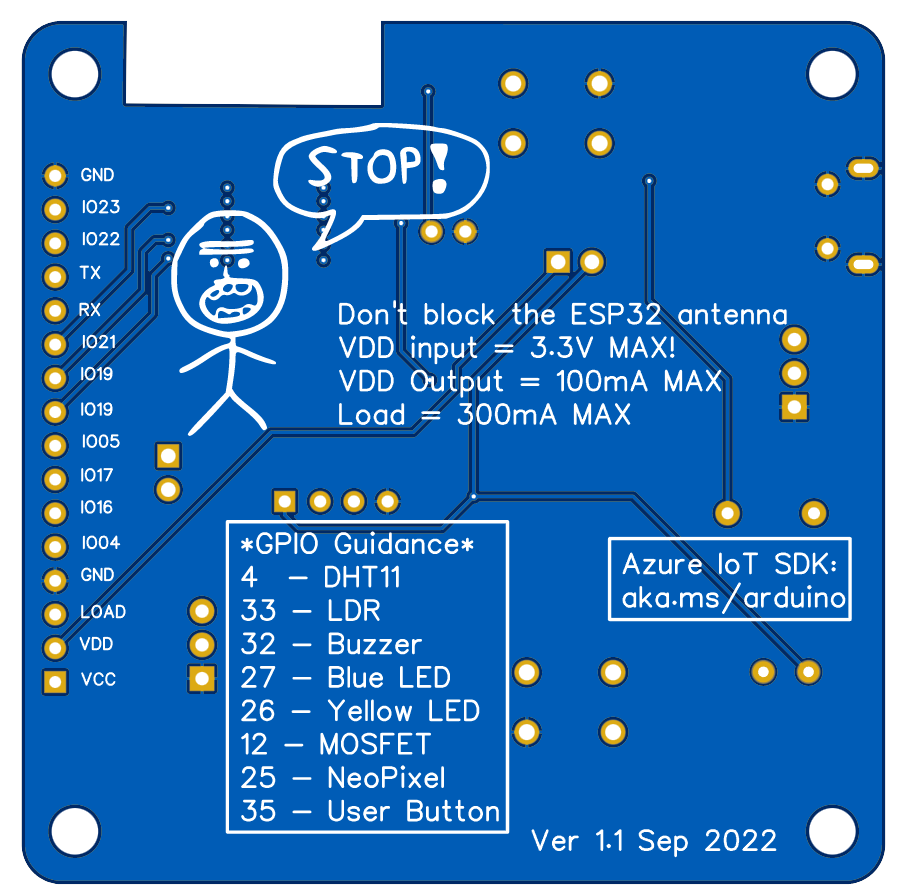 STOP!
GND
IO23
IO22
TX
RX
IO21
IO19
IO19
IO05
IO17
IO16
IO04
GND
LOAD
VDD
VCC
Don't block the ESP32 antenna
VDD input = 3.3V MAX!
VDD Output = 100mA MAX
Load = 300mA MAX
*GPIO Guidance*
4 – DHT11
33 – LDR
32 – Buzzer
27 – Blue LED
26 – Yellow LED
12 – MOSFET
25 – NeoPixel
35 – User Button
Azure IoT SDK:
aka.ms/arduino
Ver 1.1 Sep 2022